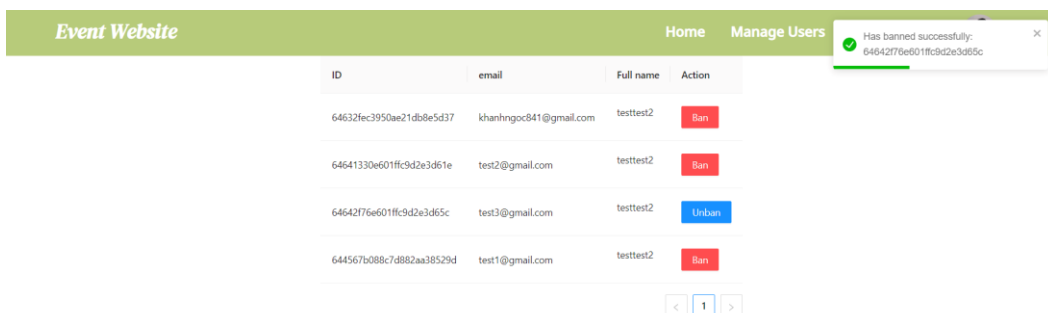 Event Website
Home Manage Users
Has banned successfully:
64642f76e601ffc9d2e3d65c
ID email Full name Action
64632fec3950ae21db8e5d37 khanhngoc841@gmail.com testtest2 Ban
64641330e601ffc9d2e3d61e test2@gmail.com testtest2 Ban
64642f76e601ffc9d2e3d65c test3@gmail.com testtest2 Unban
644567b088c7d882aa38529d test1@gmail.com testtest2 Ban
< 1 >